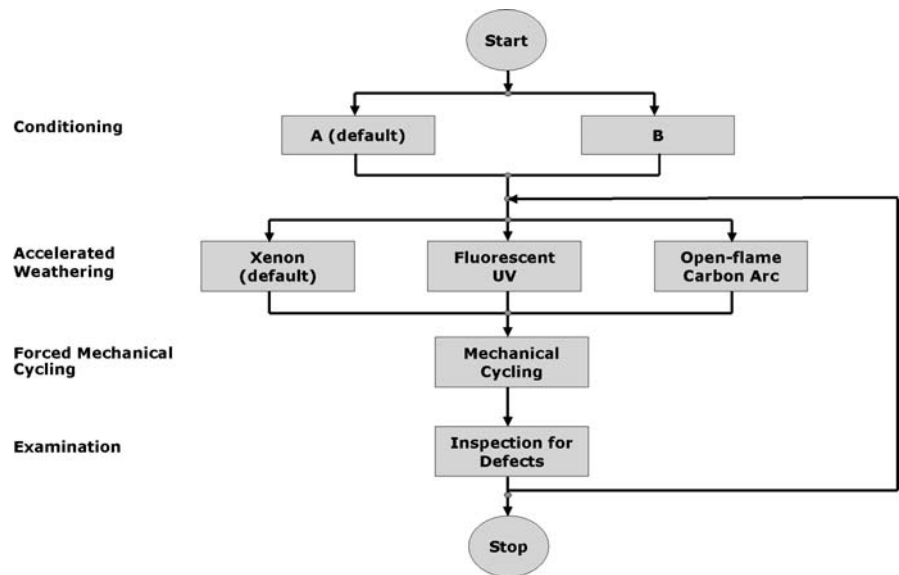 Start
Conditioning
A (default)
B
Accelerated
Weathering
Xenon
(default)
Fluorescent
UV
Open-flame
Carbon Arc
Forced Mechanical
Cycling
Mechanical
Cycling
Examination
Inspection for
Defects
Stop